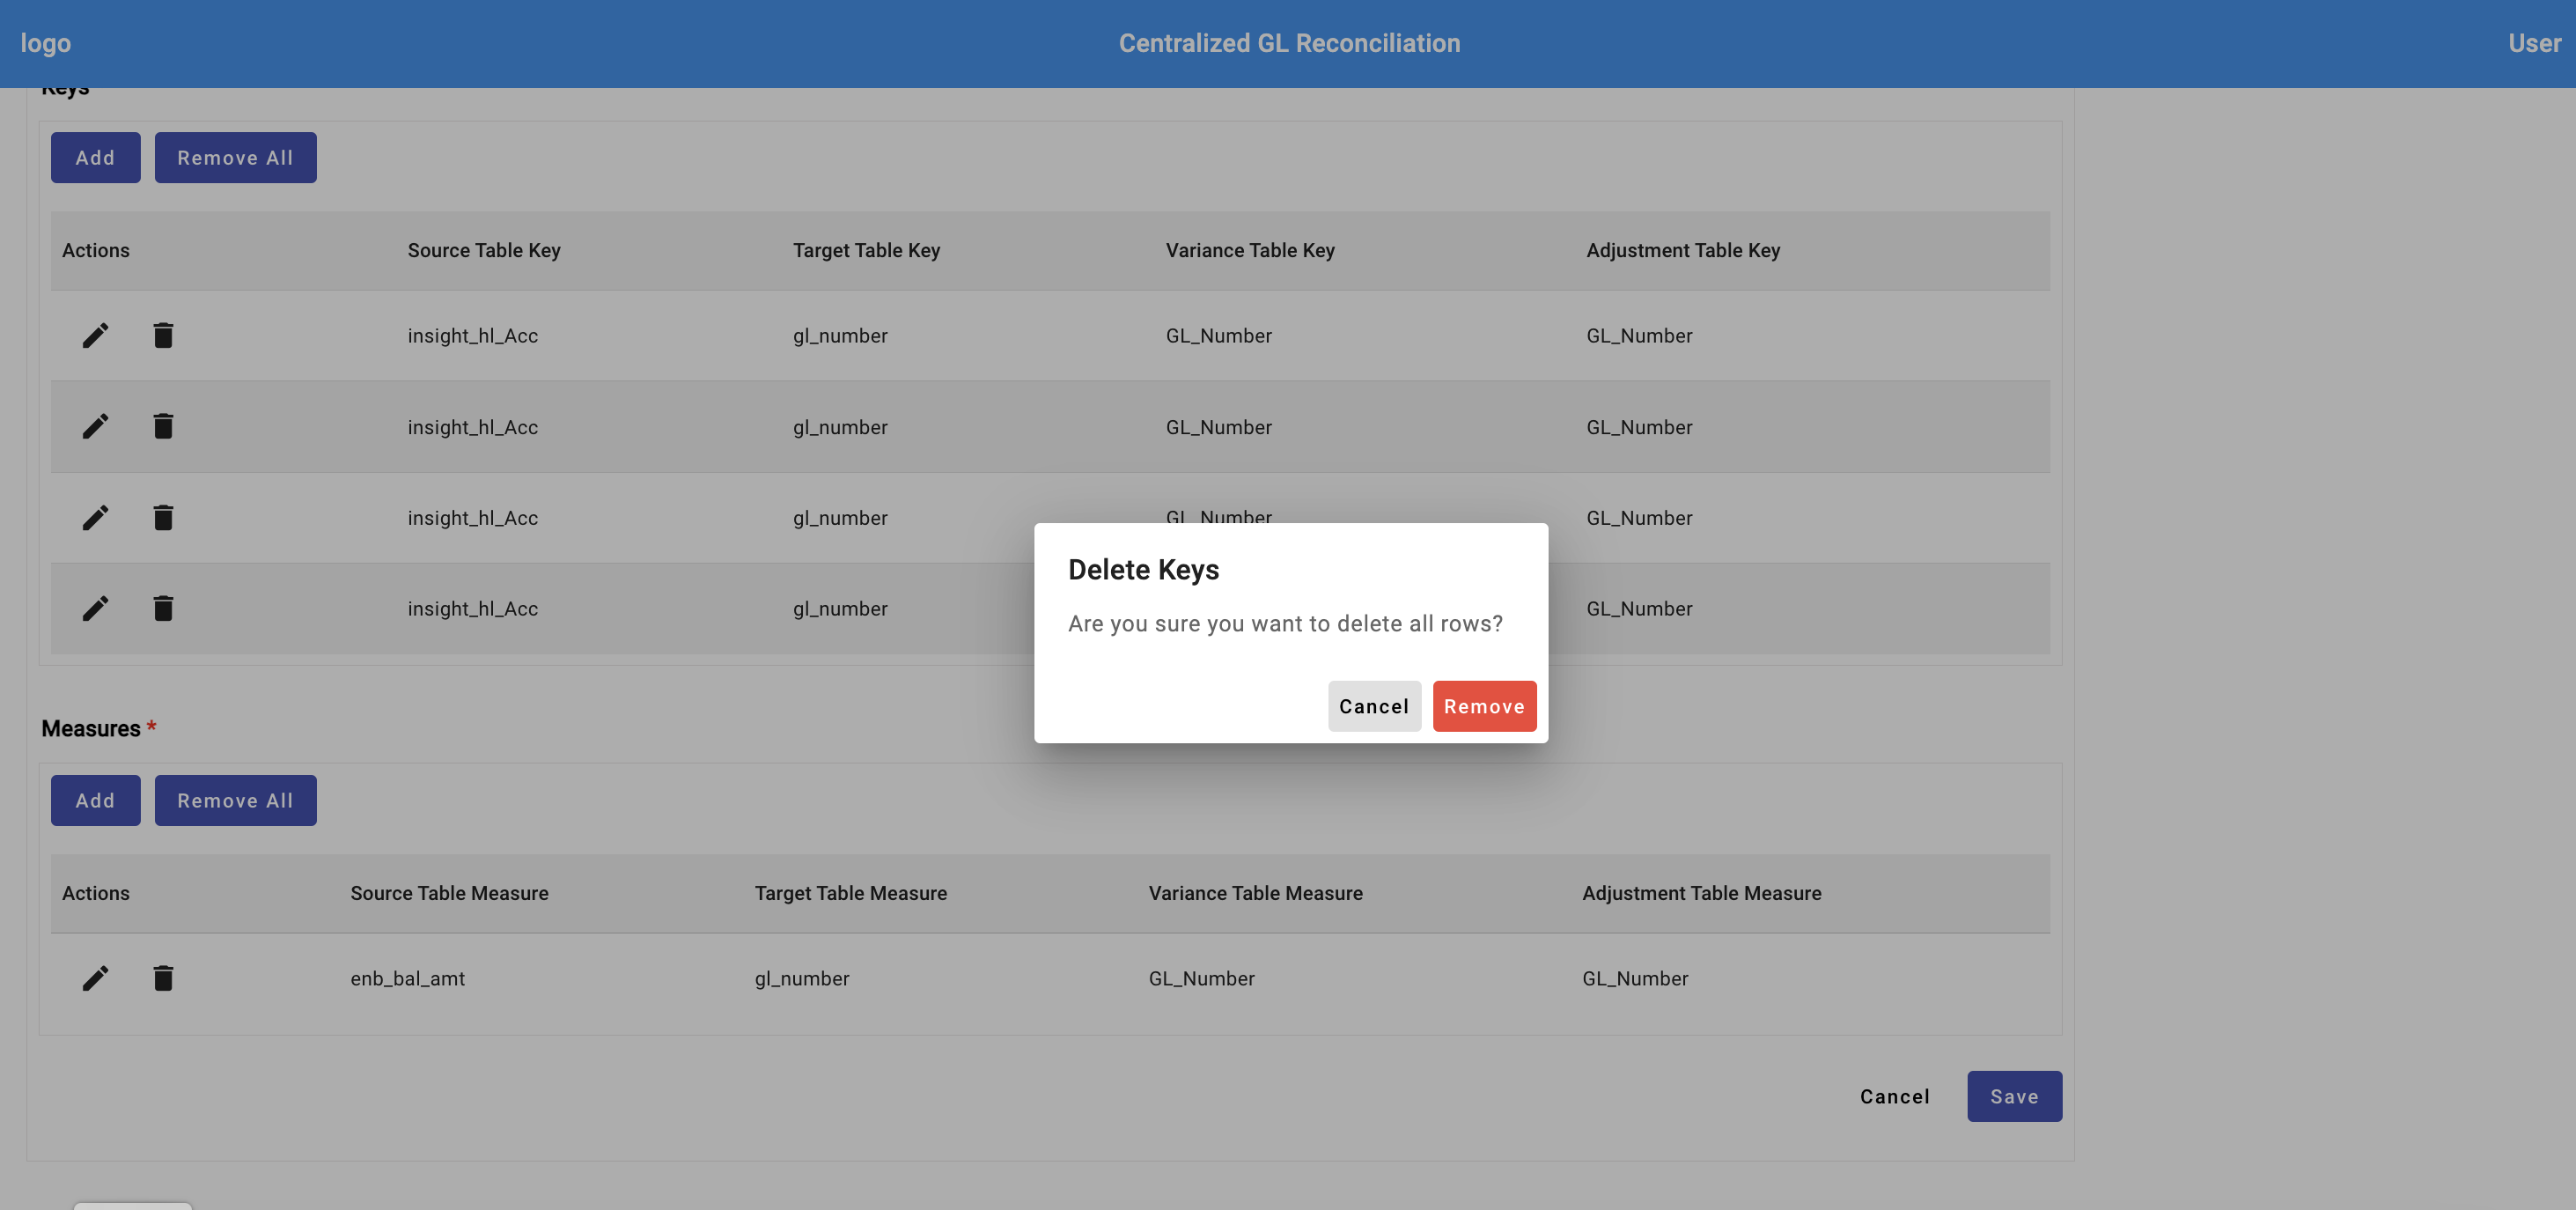 logo Centralized GL Reconciliation User
Keys
Add Remove All
Actions Source Table Key Target Table Key Variance Table Key Adjustment Table Key
insight_hl_Acc gl_number GL_Number GL_Number
insight_hl_Acc gl_number GL_Number GL_Number
insight_hl_Acc gl_number GL_Number GL_Number
insight_hl_Acc gl_number GL_Number
Delete Keys
Are you sure you want to delete all rows?
Cancel Remove
Measures *
Add Remove All
Actions Source Table Measure Target Table Measure Variance Table Measure Adjustment Table Measure
enb_bal_amt gl_number GL_Number GL_Number
Cancel Save